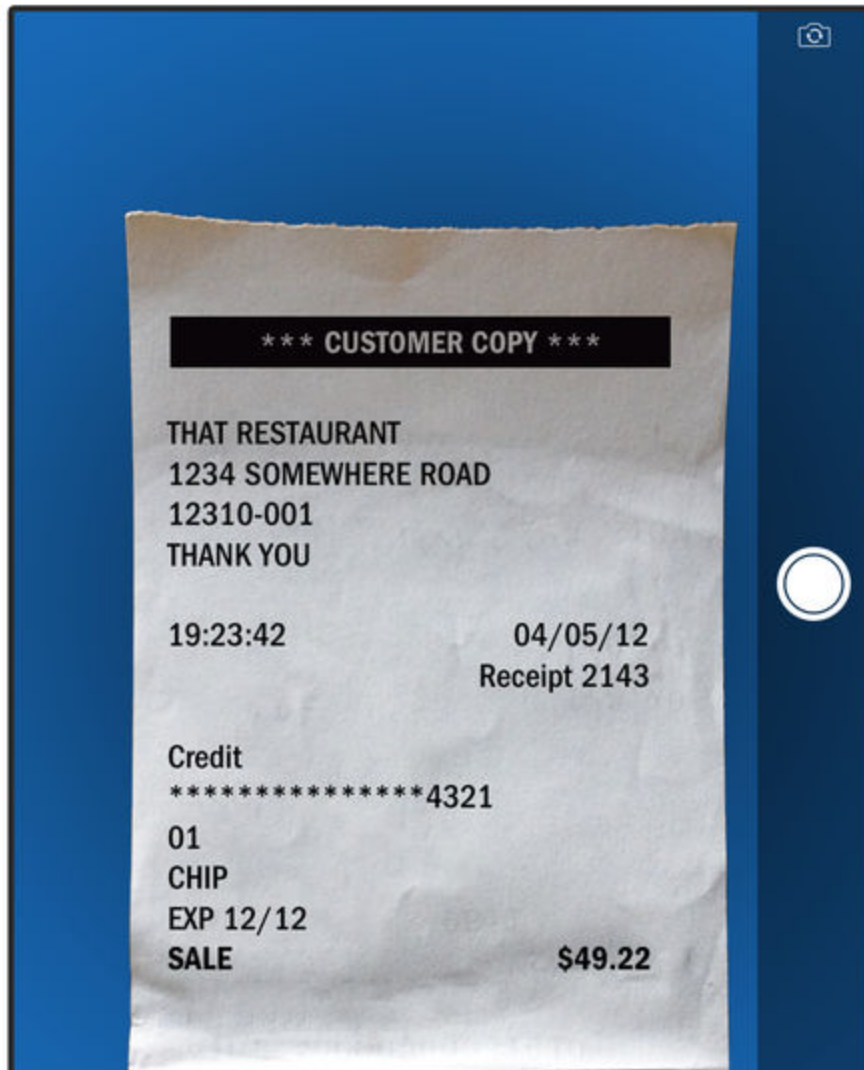 *** CUSTOMER COPY ***
THAT RESTAURANT
1234 SOMEWHERE ROAD
12310-001
THANK YOU
19:23:42 04/05/12
Receipt 2143
Credit
***************4321
01
CHIP
EXP 12/12
SALE $49.22